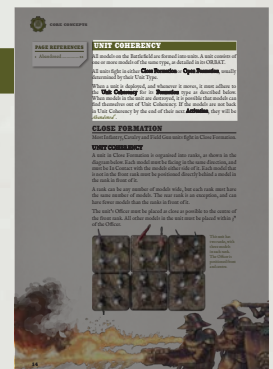 CORE CONCEPTS
PAGE REFERENCES
• Abandoned
UNIT COHERENCY
All models on the Battlefield are formed into units. A unit consists of
one or more models of the same type, as detailed in its ORBAT.
All units fight in either Close Formation or Open Formation, usually
determined by their Unit Type.
When a unit is deployed, and whenever it moves, it must adhere to
the Unit Coherency for its Formation type as described below.
When models in the unit are destroyed, it is possible that models can
find themselves out of Unit Coherency. If the models are not back
in Unit Coherency by the end of their next Activation, they will be
Abandoned*.
CLOSE FORMATION
Most Infantry, Cavalry and Field Gun units fight in Close Formation.
UNIT COHERENCY
A unit in Close Formation is organised into ranks, as shown in the
diagram below. Each model must be facing in the same direction, and
must be In Contact with the models either side of it. Each model that
is not in the front rank must be positioned directly behind a model in
the rank in front of it.
A rank can be any number of models wide, but each rank must have
the same number of models. The rear rank is an exception, and can
have fewer models than the ranks in front of it.
The unit's Officer must be placed as close as possible to the centre of
the front rank. All other models in the unit must be placed within
of the Officer.